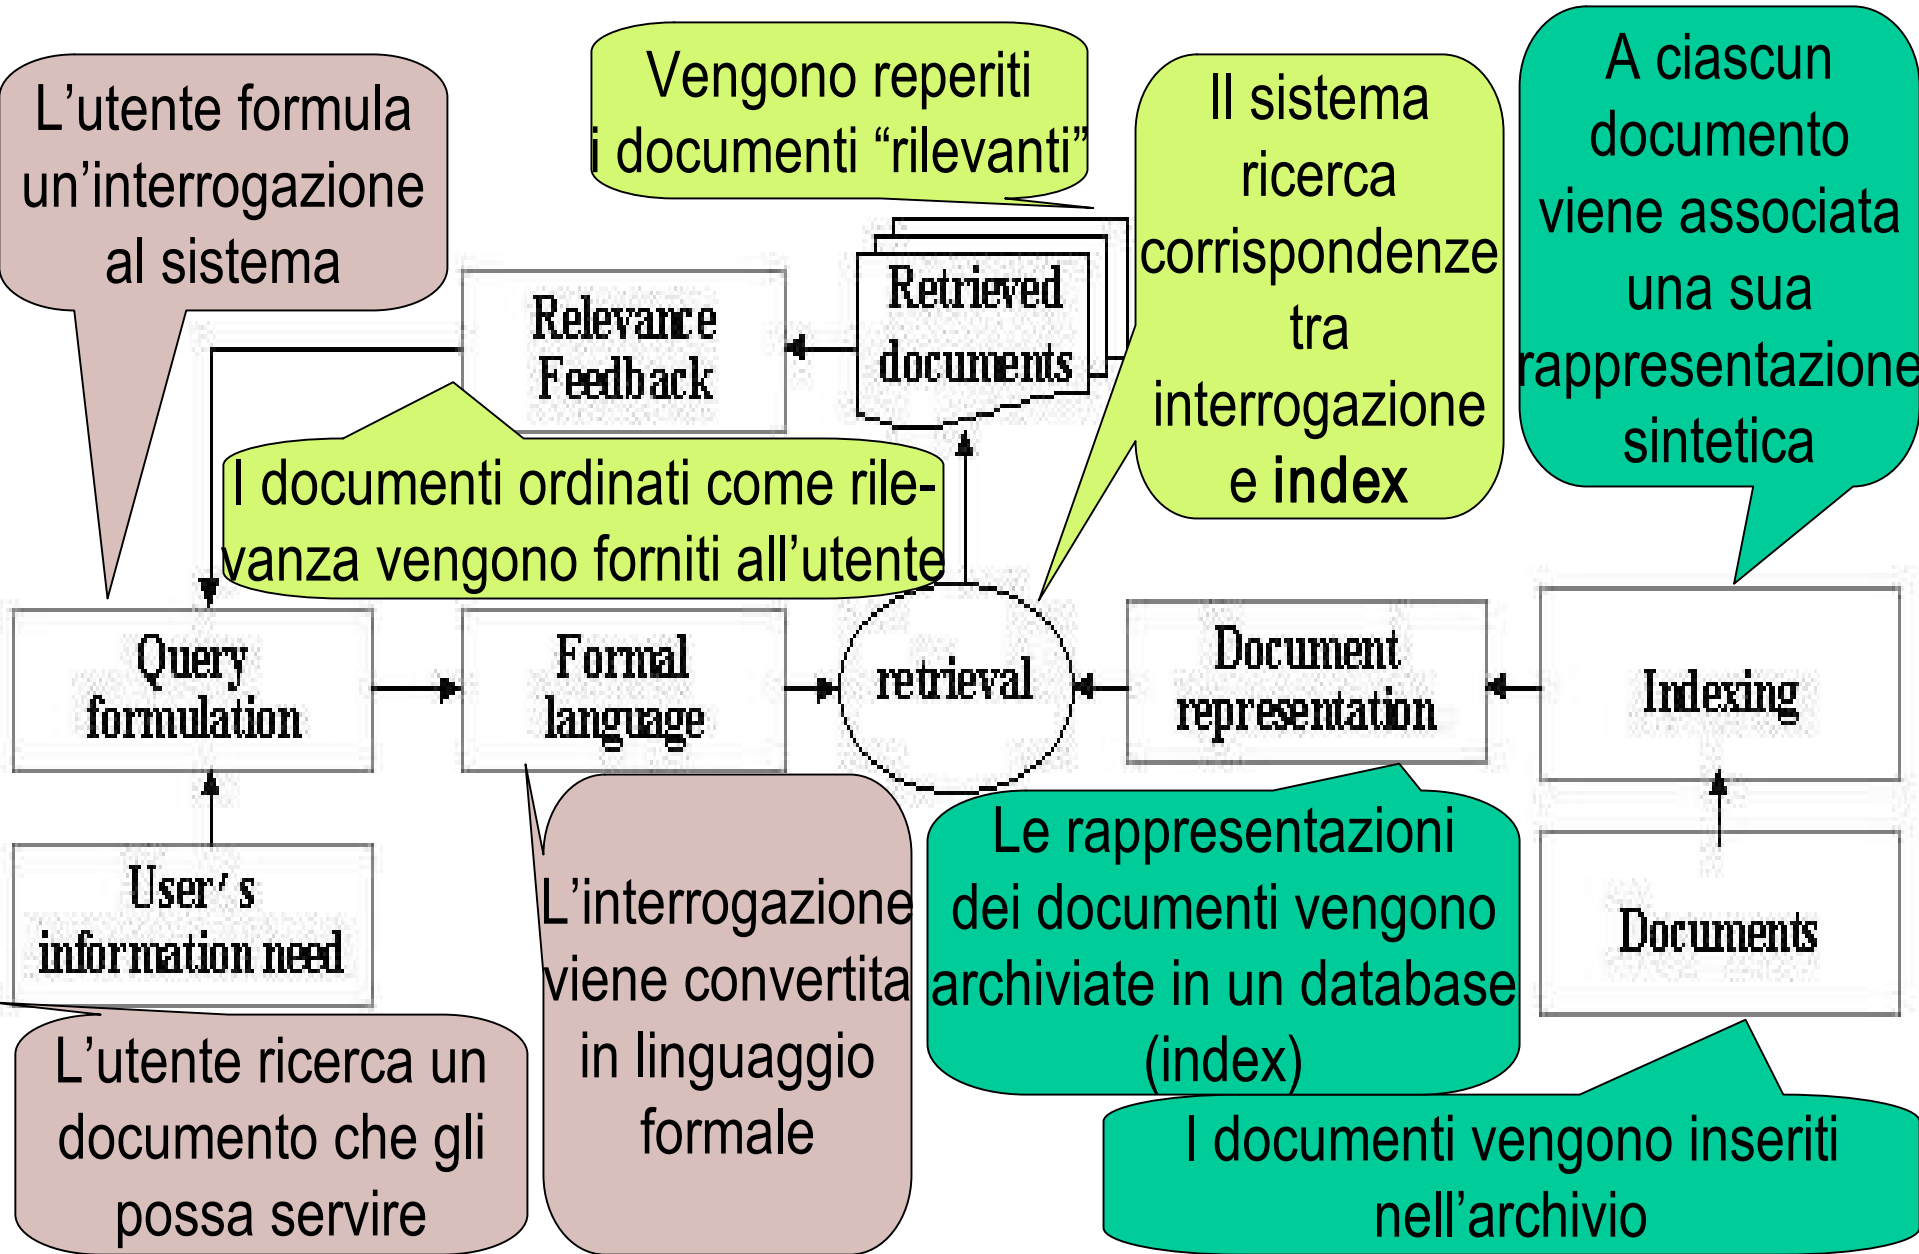 L’utente formula
un’interrogazione
al sistema
Vengono reperiti
i documenti “rilevanti”
Il sistema
ricerca
corrispondenze
tra
interrogazione
e index
A ciascun
documento
viene associata
una sua
rappresentazione
sintetica
Relevance
Feedback
Retrieved
documents
I documenti ordinati come rile-
vanza vengono forniti all’utente
Query
formulation
Formal
language
retrieval
Document
representation
Indexing
User′s
information need
L’interrogazione
viene convertita
in linguaggio
formale
Le rappresentazioni
dei documenti vengono
archiviate in un database
(index)
Documents
L’utente ricerca un
documento che gli
possa servire
I documenti vengono inseriti
nell’archivio